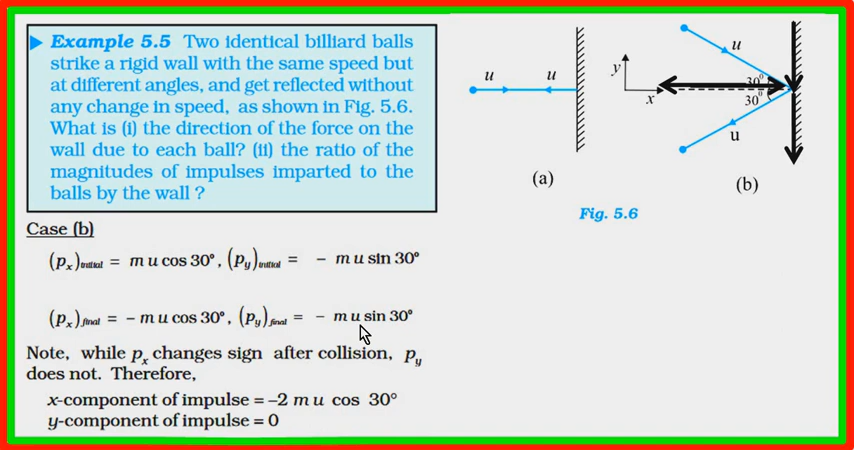 Example 5.5 Two identical billiard balls
strike a rigid wall with the same speed but
at different angles, and get reflected without
any change in speed, as shown in Fig. 5.6.
What is (i) the direction of the force on the
wall due to each ball? (ii) the ratio of the
magnitudes of impulses imparted to the
balls by the wall ?
Case (b)
(pₓ)initial = m u cos 30°, (p_y)initial = – m u sin 30°
(pₓ)final = – m u cos 30°, (p_y)final = – m u sin 30°
Note, while pₓ changes sign after collision, p_y
does not. Therefore,
x-component of impulse = –2 m u cos 30°
y-component of impulse = 0
u u
(a)
y
x
u
30°
30°
u
(b)
Fig. 5.6